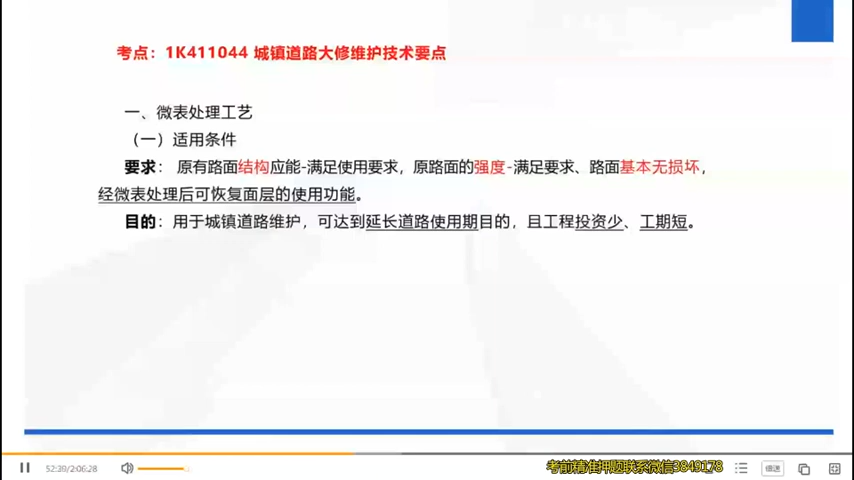 考点：1K411044 城镇道路大修维护技术要点
一、微表处理工艺
（一）适用条件
要求： 原有路面结构应能-满足使用要求，原路面的强度-满足要求、路面基本无损坏，
经微表处理后可恢复面层的使用功能。
目的：用于城镇道路维护，可达到延长道路使用期目的，且工程投资少、工期短。
52:39/2:06:28
考前精准押题联系微信3849178
倍速